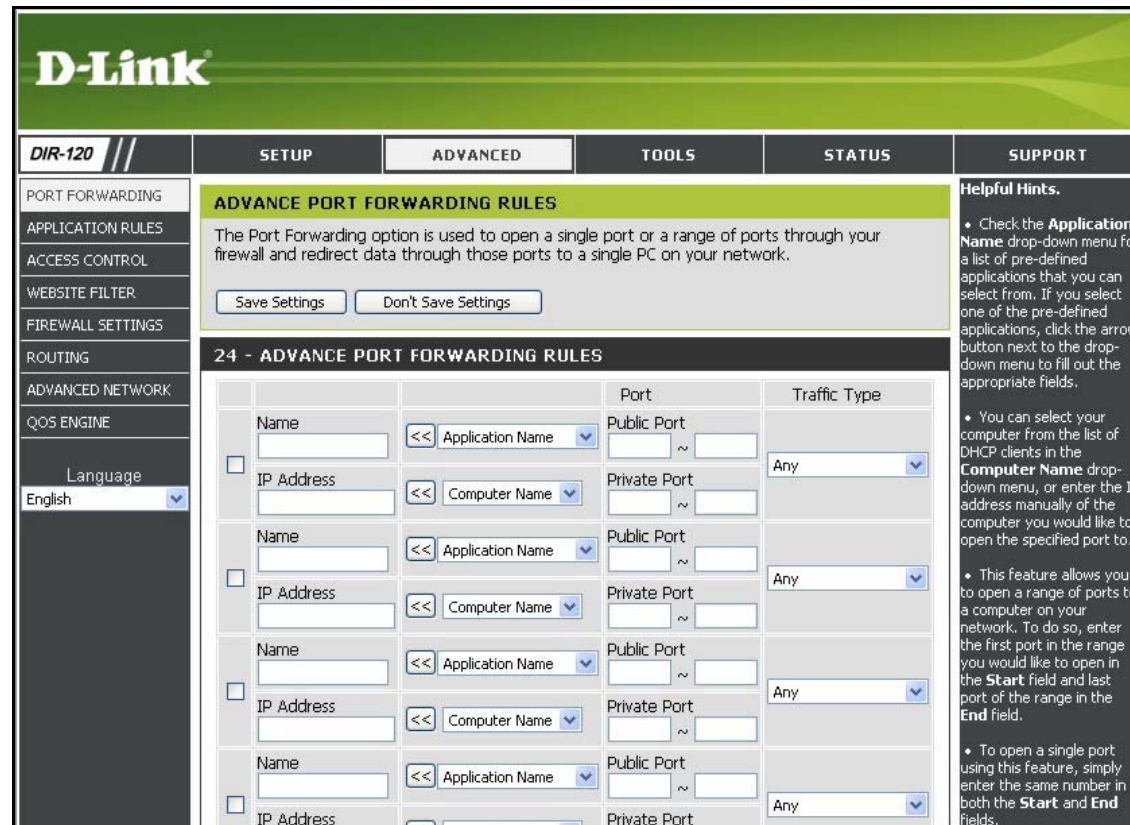 D-Link
DIR-120
SETUP
ADVANCED
TOOLS
STATUS
SUPPORT
PORT FORWARDING
APPLICATION RULES
ACCESS CONTROL
WEBSITE FILTER
FIREWALL SETTINGS
ROUTING
ADVANCED NETWORK
QOS ENGINE
Language
English
ADVANCE PORT FORWARDING RULES
The Port Forwarding option is used to open a single port or a range of ports through your
firewall and redirect data through those ports to a single PC on your network.
Save Settings
Don't Save Settings
24 - ADVANCE PORT FORWARDING RULES
Port
Traffic Type
Name
<<
Application Name
Public Port
~
Any
IP Address
<<
Computer Name
Private Port
~
Name
<<
Application Name
Public Port
~
Any
IP Address
<<
Computer Name
Private Port
~
Name
<<
Application Name
Public Port
~
Any
IP Address
<<
Computer Name
Private Port
~
Name
<<
Application Name
Public Port
~
Any
IP Address
Private Port
Helpful Hints.
• Check the Application
Name drop-down menu
a list of pre-defined
applications that you can
select from. If you select
one of the pre-defined
applications, click the
button next to the drop-
down menu to fill out the
appropriate fields.
• You can select your
computer from the list of
DHCP clients in the
Computer Name drop-
down menu, or enter the
address manually of the
computer you would like to
open the specified port to.
• This feature allows you
to open a range of ports to
a computer on your
network. To do so, enter
the first port in the range
you would like to open in
the Start field and last
port of the range in the
End field.
• To open a single port
using this feature, simply
enter the same number in
both the Start and End
fields.